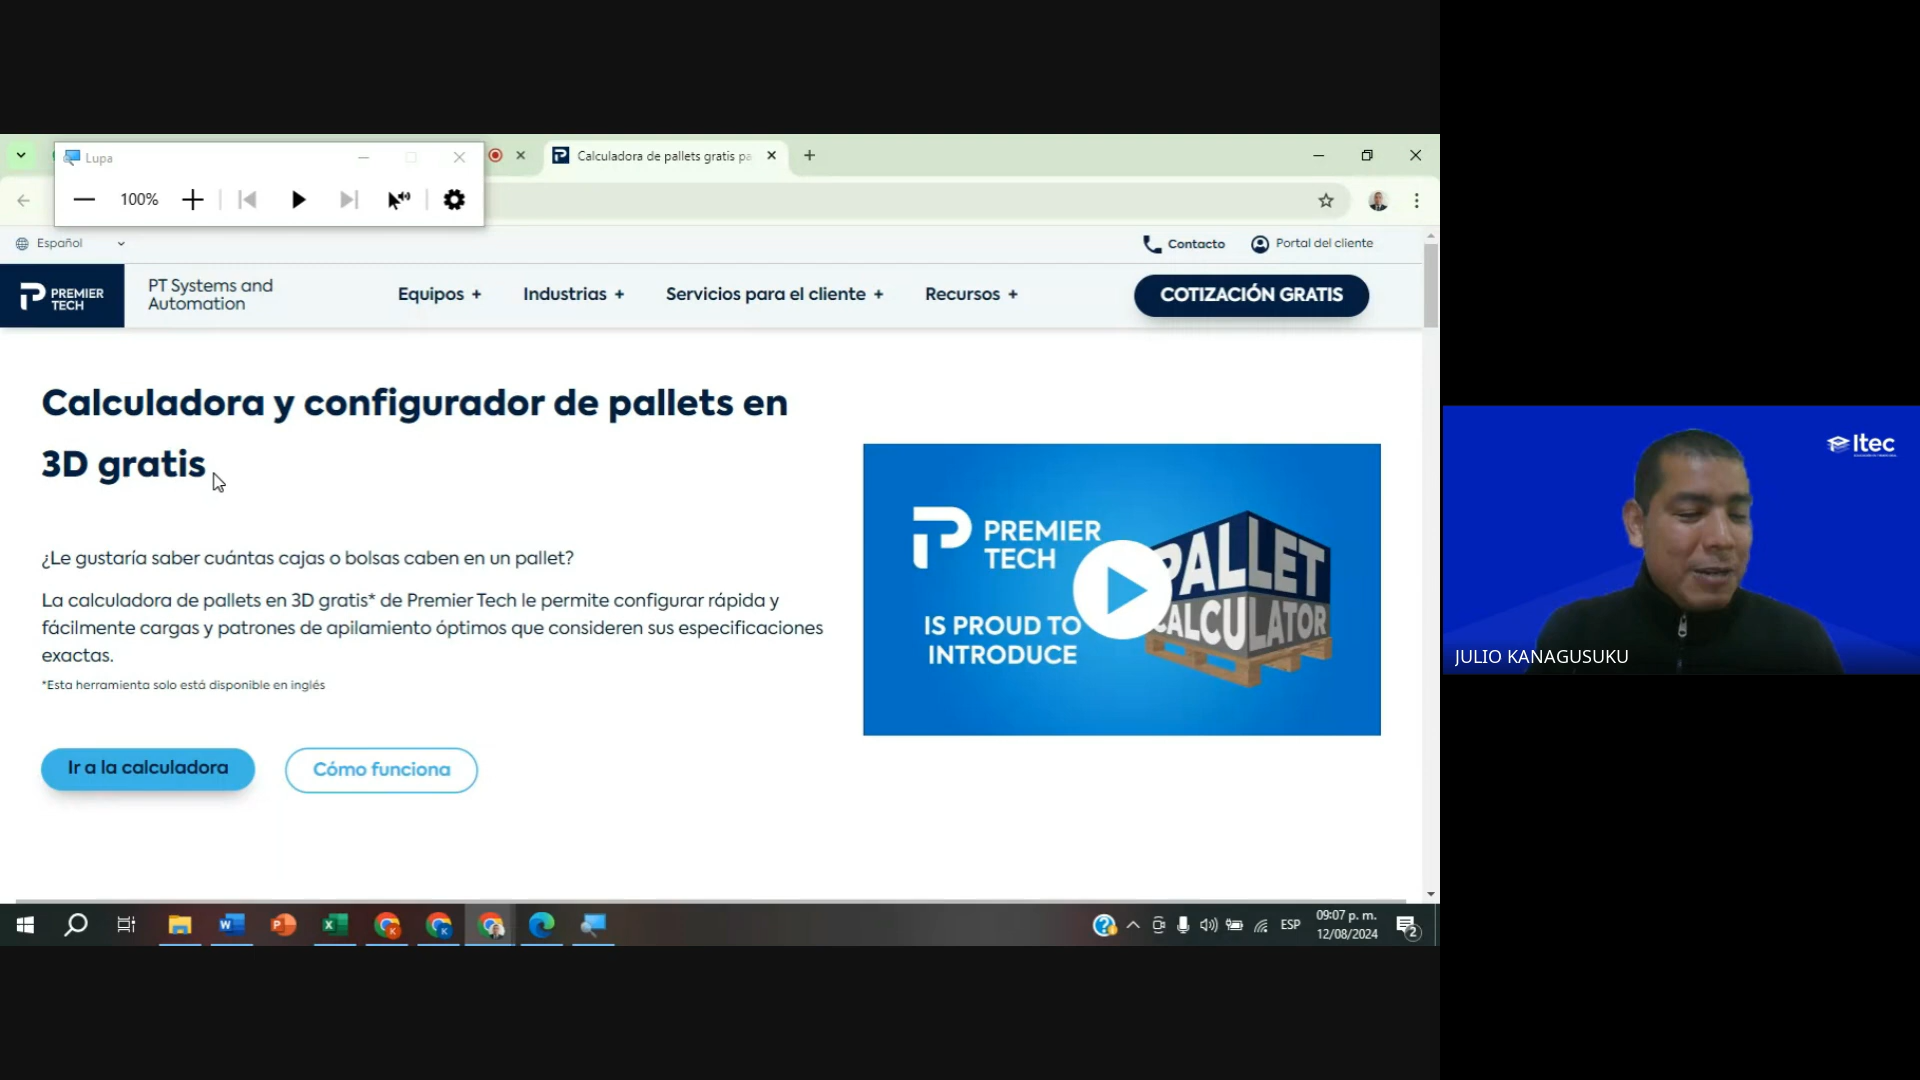 Lupa
Calculadora de pallets gratis pa
100%
Español
Contacto
Portal del cliente
PREMIER
TECH
PT Systems and
Automation
Equipos +
Industrias +
Servicios para el cliente +
Recursos +
COTIZACIÓN GRATIS
Calculadora y configurador de pallets en
3D gratis
¿Le gustaría saber cuántas cajas o bolsas caben en un pallet?
La calculadora de pallets en 3D gratis* de Premier Tech le permite configurar rápida y
fácilmente cargas y patrones de apilamiento óptimos que consideren sus especificaciones
exactas.
*Esta herramienta solo está disponible en inglés
Ir a la calculadora
Cómo funciona
PREMIER
TECH
IS PROUD TO
INTRODUCE
PALLET
CALCULATOR
Itec
JULIO KANAGUSUKU
ESP
09:07 p. m.
12/08/2024
2